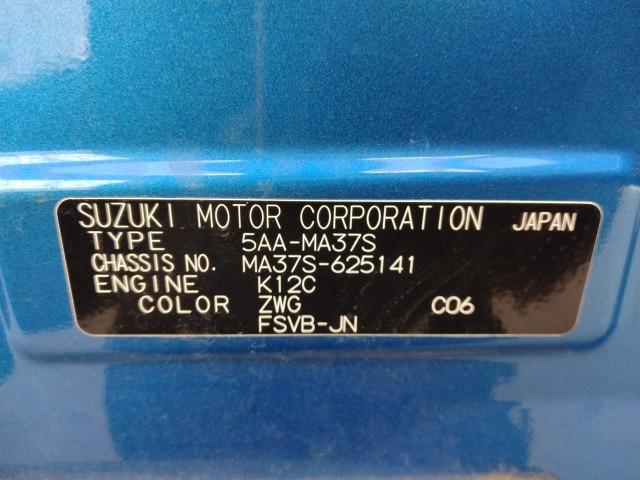 SUZUKI MOTOR CORPORATION JAPAN
TYPE 5AA-MA37S
CHASSIS NO. MA37S-625141
ENGINE K12C
COLOR ZWG C06
FSVB-JN